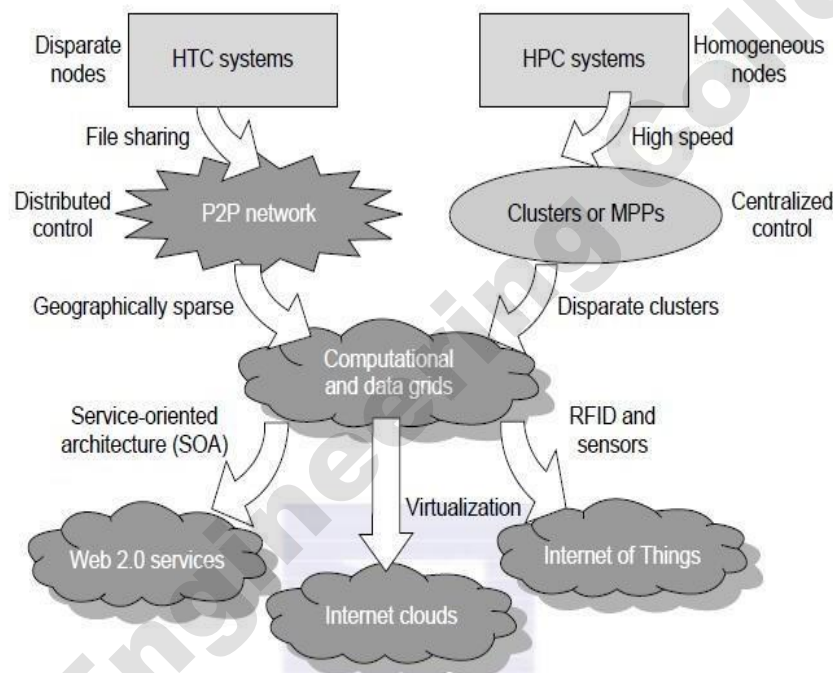 Disparate
nodes
HTC systems
HPC systems
Homogeneous
nodes
File sharing
High speed
Distributed
control
P2P network
Clusters or MPPs
Centralized
control
Geographically sparse
Disparate clusters
Computational
and data grids
Service-oriented
architecture (SOA)
RFID and
sensors
Virtualization
Web 2.0 services
Internet of Things
Internet clouds
Engineering